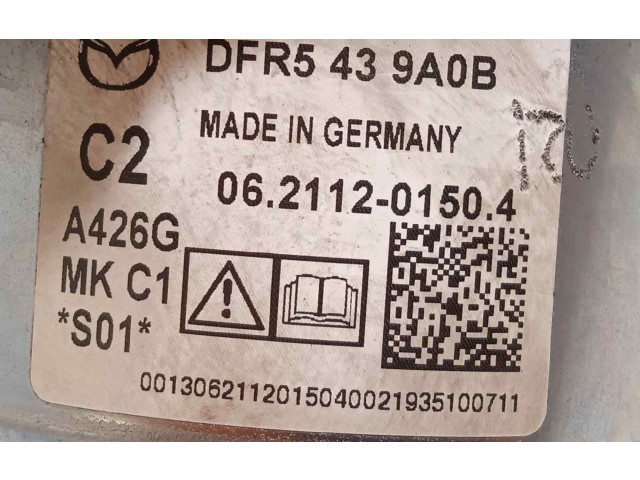 DFR5 43 9A0B
MADE IN GERMANY
C2
06.2112-0150.4
A426G
MK C1
*S01*
0013062112015040021935100711